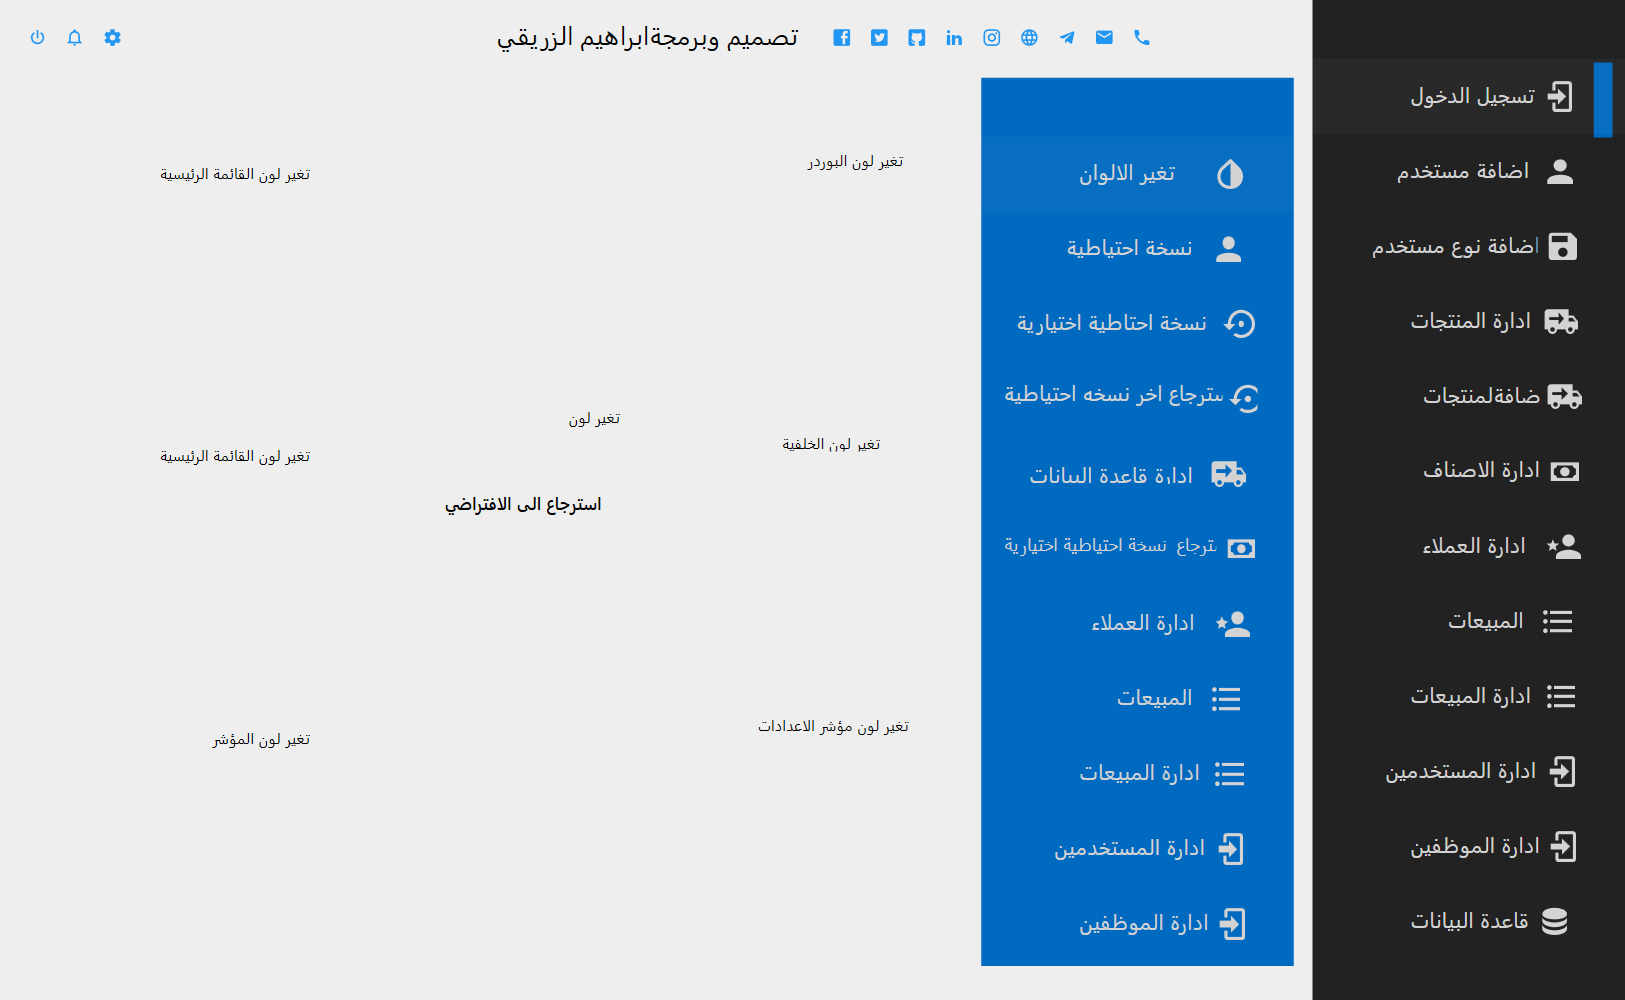 تصميم وبرمجةابراهيم الزريقي
تسجيل الدخول
اضافة مستخدم
اضافة نوع مستخدم
ادارة المنتجات
ضافةلمنتجات
ادارة الاصناف
ادارة العملاء
المبيعات
ادارة المبيعات
ادارة المستخدمين
ادارة الموظفين
قاعدة البيانات
تغير الالوان
نسخة احتياطية
نسخة احتاطية اختيارية
سترجاع اخر نسخه احتياطية
ادارة قاعدة البيانات
ترجاع نسخة احتياطية اختيارية
ادارة العملاء
المبيعات
ادارة المبيعات
ادارة المستخدمين
ادارة الموظفين
تغير لون البوردر
تغير لون القائمة الرئيسية
تغير لون
تغير لون الخلفية
تغير لون القائمة الرئيسية
استرجاع الى الافتراضي
تغير لون مؤشر الاعدادات
تغير لون المؤشر